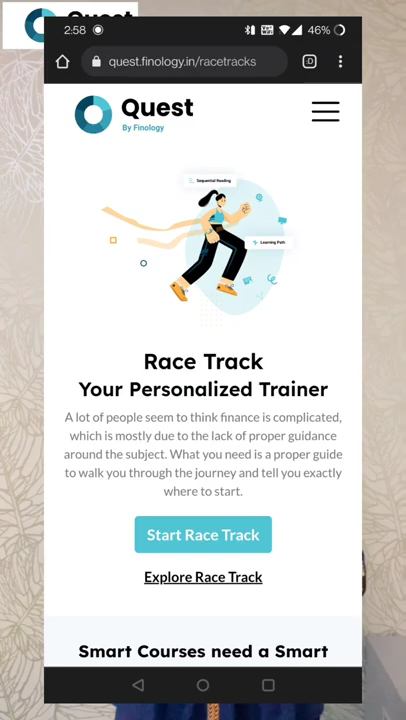 Quest
2:58
46%
quest.finology.in/racetracks
:D
Quest
By Finology
Sequential Reading
Learning Path
Race Track
Your Personalized Trainer
A lot of people seem to think finance is complicated,
which is mostly due to the lack of proper guidance
around the subject. What you need is a proper guide
to walk you through the journey and tell you exactly
where to start.
Start Race Track
Explore Race Track
Smart Courses need a Smart